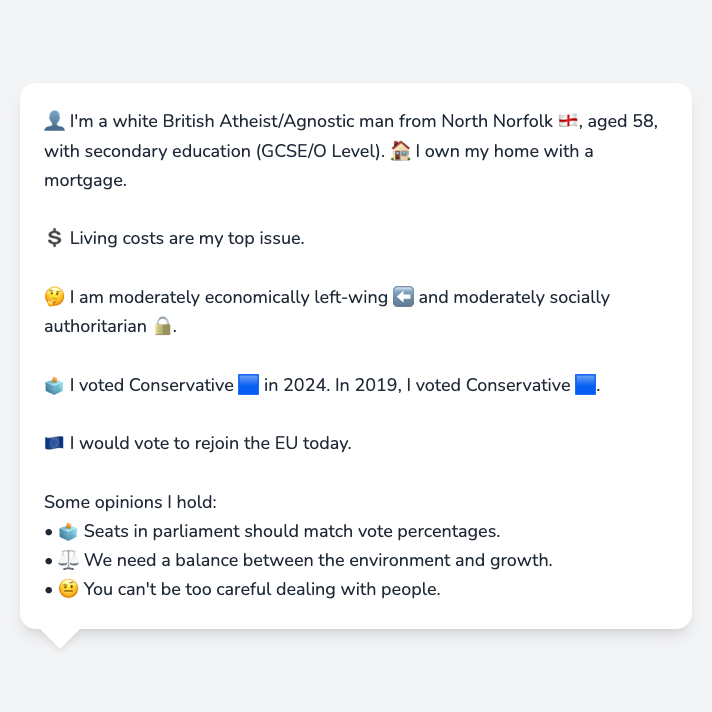 👤 I'm a white British Atheist/Agnostic man from North Norfolk 🏴󠁧󠁢󠁥󠁮󠁧󠁿, aged 58,
with secondary education (GCSE/O Level). 🏠 I own my home with a
mortgage.
💲 Living costs are my top issue.
🤔 I am moderately economically left-wing ⬅️ and moderately socially
authoritarian 🔒.
🗳️ I voted Conservative 🟦 in 2024. In 2019, I voted Conservative 🟦.
🇪🇺 I would vote to rejoin the EU today.
Some opinions I hold:
• 🗳️ Seats in parliament should match vote percentages.
• ⚖️ We need a balance between the environment and growth.
• 🤨 You can't be too careful dealing with people.